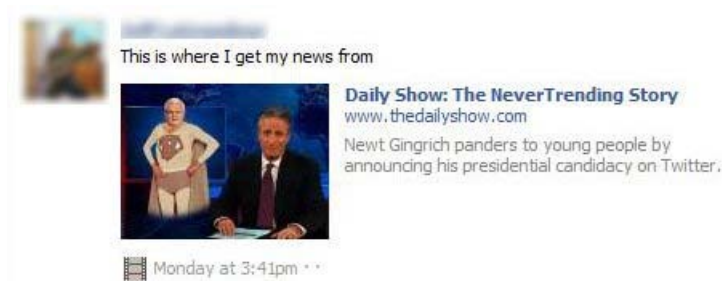 This is where I get my news from
Daily Show: The NeverTrending Story
www.thedailyshow.com
Newt Gingrich panders to young people by
announcing his presidential candidacy on Twitter.
Monday at 3:41pm · ·